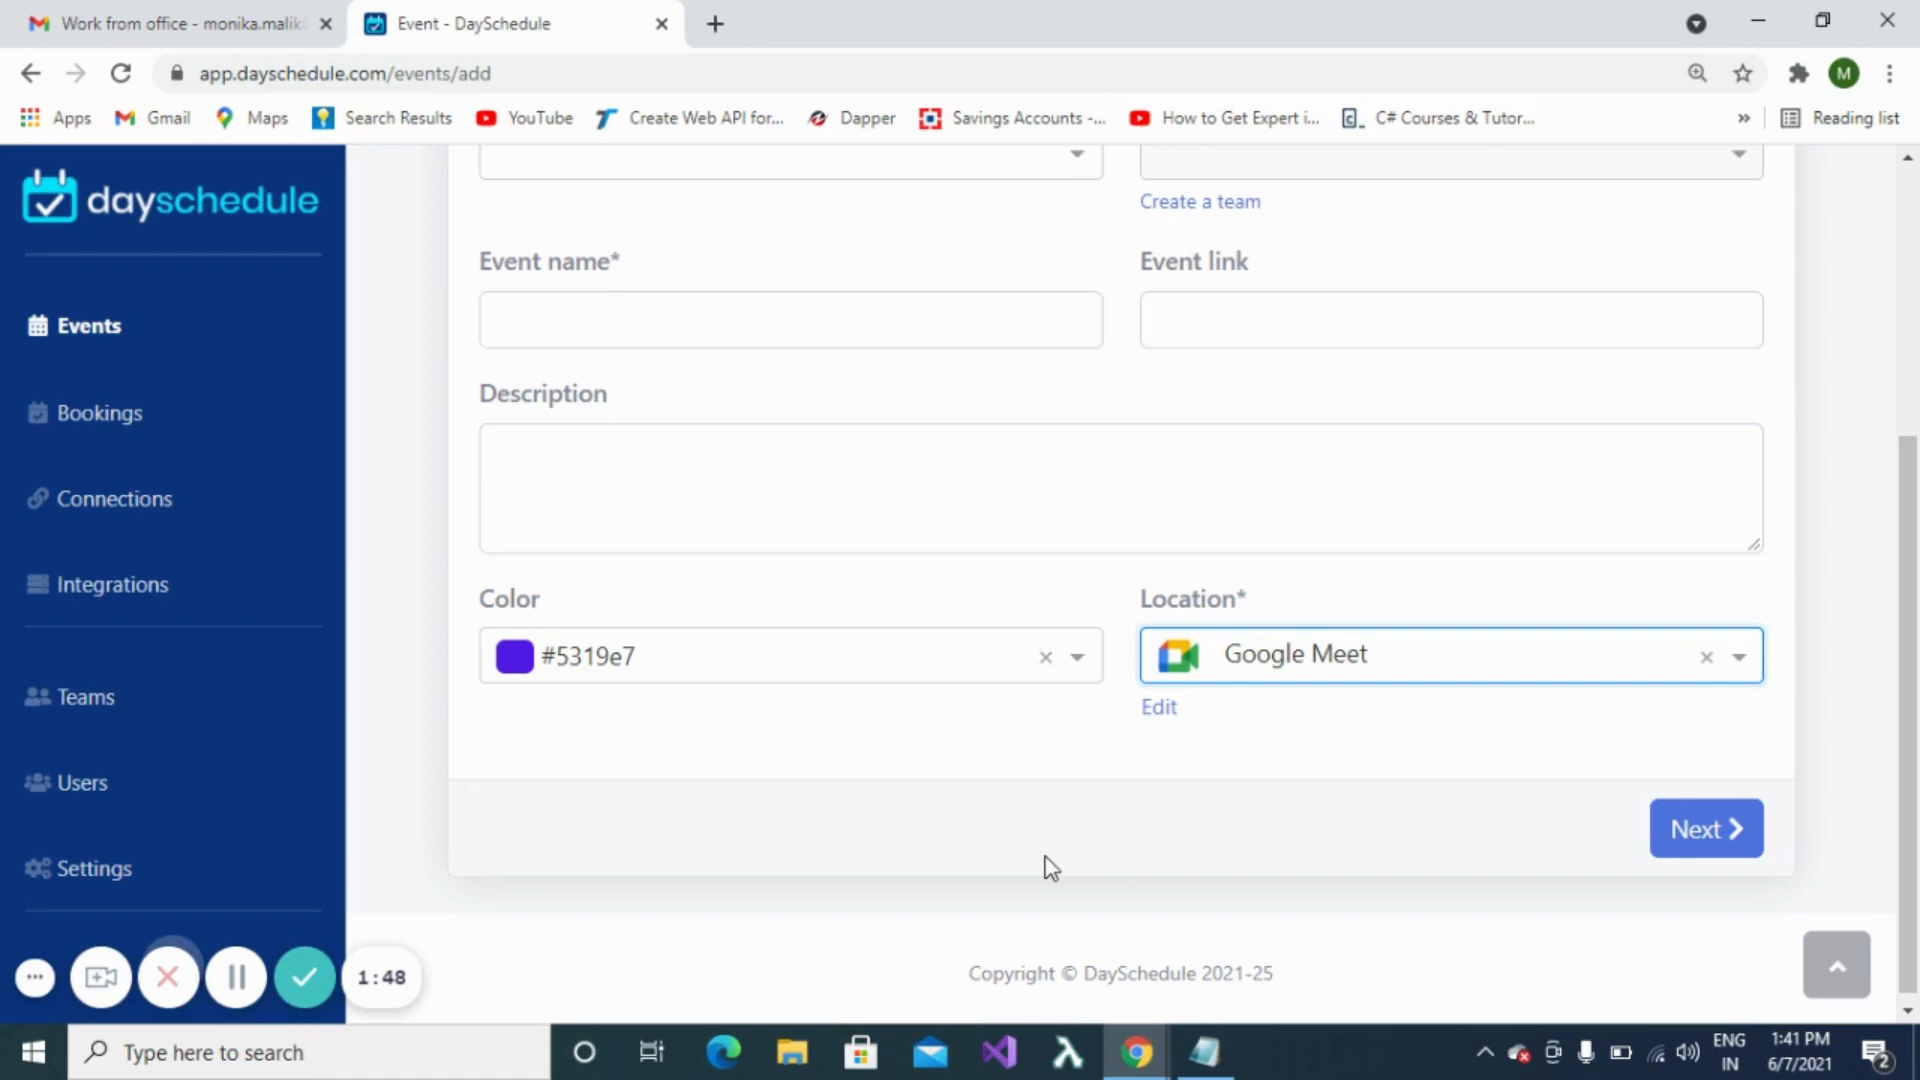 Work from office - monika.malik
Event - DaySchedule
app.dayschedule.com/events/add
M
Apps
Gmail
Maps
Search Results
YouTube
Create Web API for...
Dapper
Savings Accounts -...
How to Get Expert i...
C# Courses & Tutor...
»
Reading list
dayschedule
Events
Bookings
Connections
Integrations
Teams
Users
Settings
Create a team
Event name*
Event link
Description
Color
Location*
#5319e7
Google Meet
Edit
Next
1:48
Copyright © DaySchedule 2021-25
Type here to search
ENG
IN
1:41 PM
6/7/2021
2